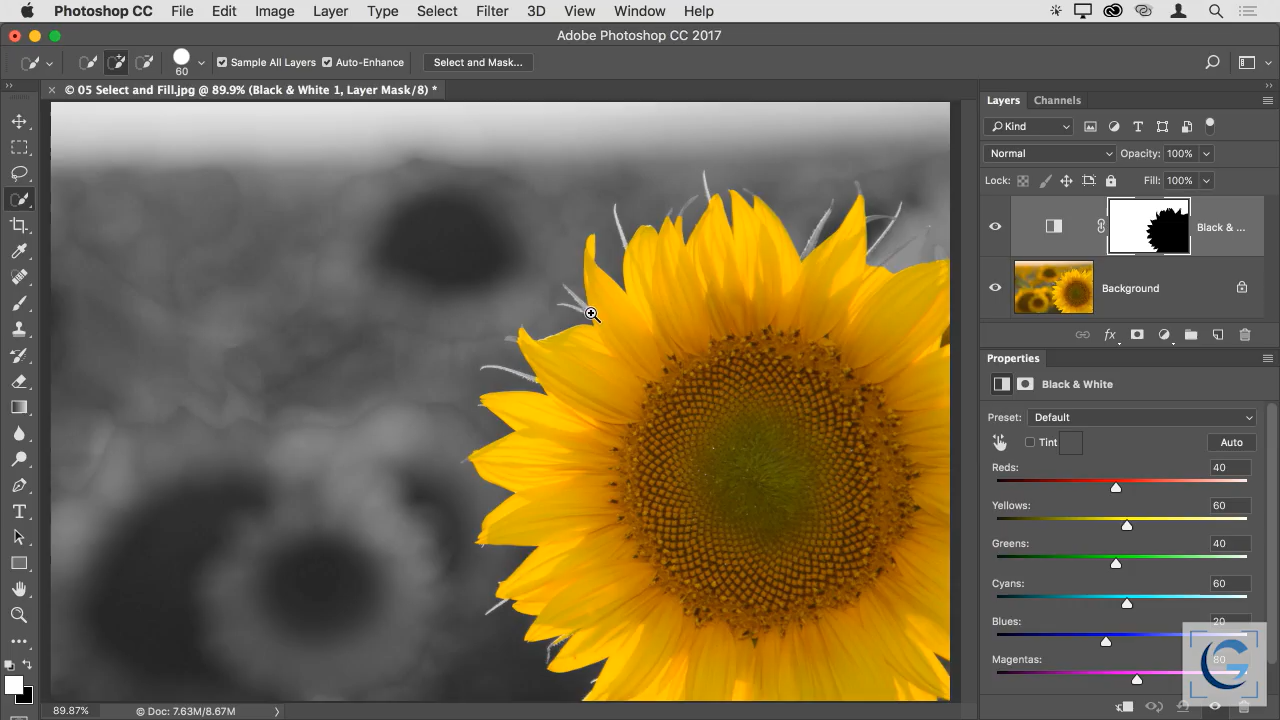 Photoshop CC File Edit Image Layer Type Select Filter 3D View Window Help
Adobe Photoshop CC 2017
60 Sample All Layers Auto-Enhance Select and Mask...
× © 05 Select and Fill.jpg @ 89.9% (Black & White 1, Layer Mask/8) *
Layers Channels
Kind
Normal Opacity: 100%
Lock: Fill: 100%
Black & ...
Background
fx
Properties
Black & White
Preset: Default
Tint Auto
Reds: 40
Yellows: 60
Greens: 40
Cyans: 60
Blues: 20
Magentas: 80
89.87% © Doc: 7.63M/8.67M